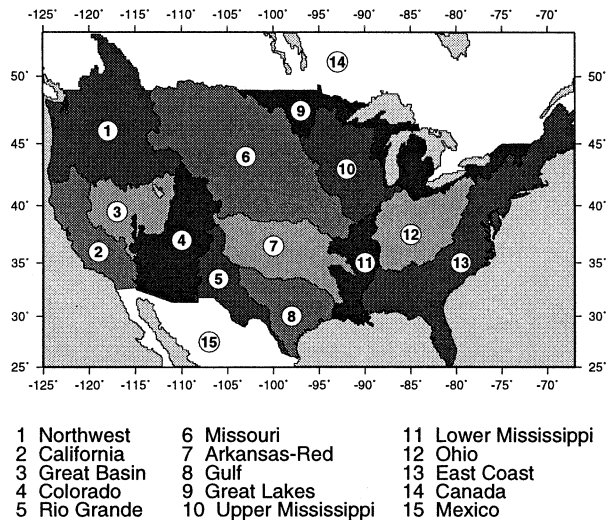 -125° -120° -115° -110° -105° -100° -95° -90° -85° -80° -75° -70°
50° 50°
45° 45°
40° 40°
35° 35°
30° 30°
25° 25°
-125° -120° -115° -110° -105° -100° -95° -90° -85° -80° -75° -70°
14
9
1
6
10
3
12
4
7
2
11
13
5
8
15
1 Northwest
2 California
3 Great Basin
4 Colorado
5 Rio Grande
6 Missouri
7 Arkansas-Red
8 Gulf
9 Great Lakes
10 Upper Mississippi
11 Lower Mississippi
12 Ohio
13 East Coast
14 Canada
15 Mexico